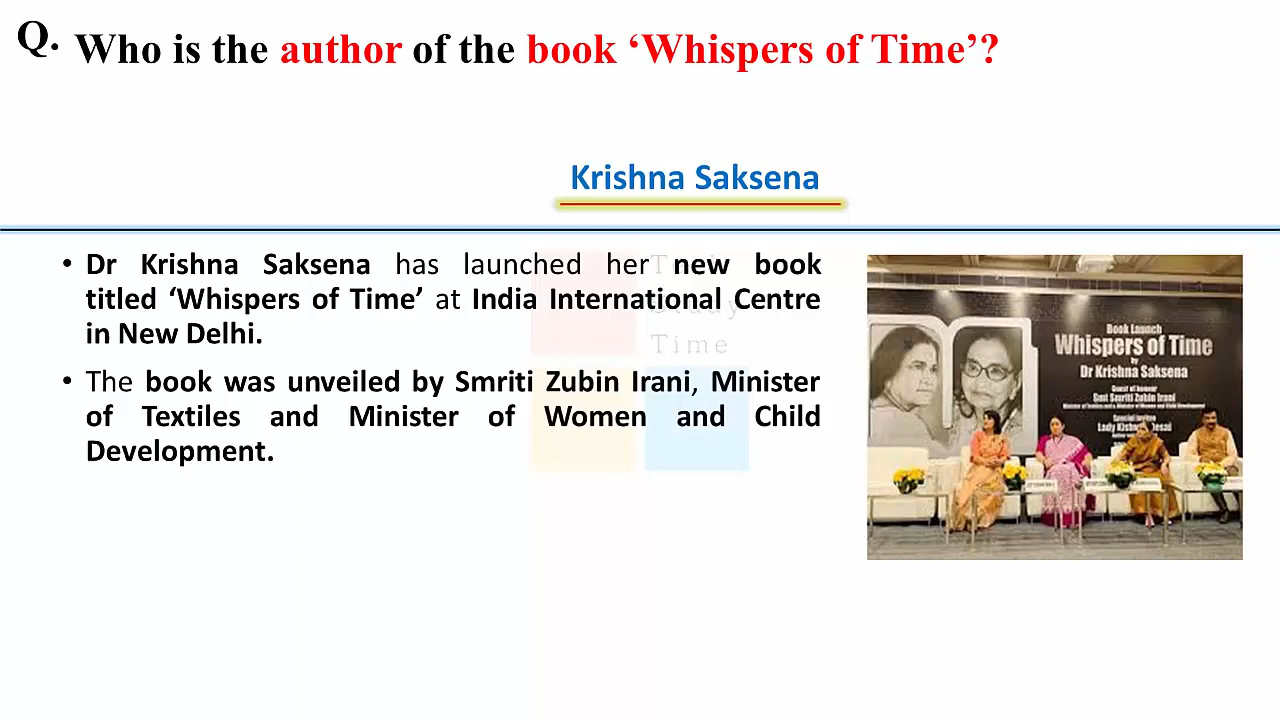 Q. Who is the author of the book ‘Whispers of Time’?
Krishna Saksena
• Dr Krishna Saksena has launched her new book
titled ‘Whispers of Time’ at India International Centre
in New Delhi.
• The book was unveiled by Smriti Zubin Irani, Minister
of Textiles and Minister of Women and Child
Development.
Study
Time
Book Launch
Whispers of Time
by
Dr Krishna Saksena
Guest of honour
Smt Smriti Zubin Irani
Special Invitee
Lady Kishwar Desai